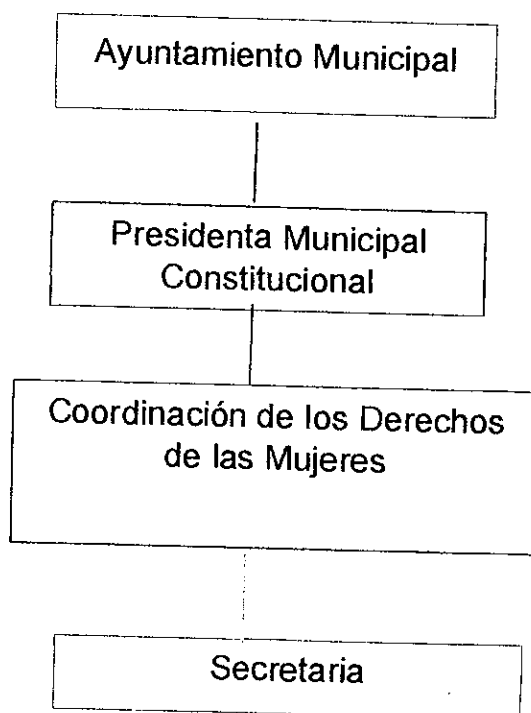 Ayuntamiento Municipal
Presidenta Municipal
Constitucional
Coordinación de los Derechos
de las Mujeres
Secretaria